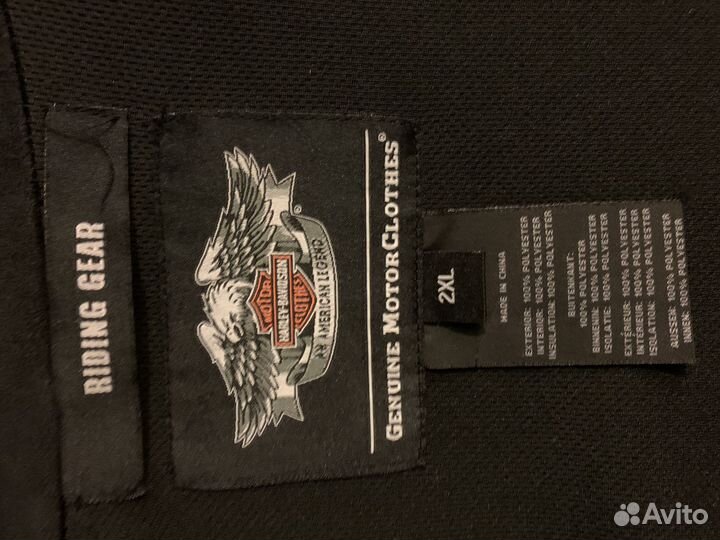 RIDING GEAR
MOTOR
HARLEY-DAVIDSON
CLOTHES
AN AMERICAN LEGEND
®
GENUINE MOTORCLOTHES®
2XL
MADE IN CHINA
EXTERIOR: 100% POLYESTER
INTERIOR: 100% POLYESTER
INSULATION: 100% POLYESTER
BUITENKANT:
100% POLYESTER
BINNENIN: 100% POLYESTER
ISOLATIE: 100% POLYESTER
EXTÉRIEUR: 100% POLYESTER
INTÉRIEUR: 100% POLYESTER
ISOLATION: 100% POLYESTER
AUSSEN: 100% POLYESTER
INNEN: 100% POLYESTER
Avito